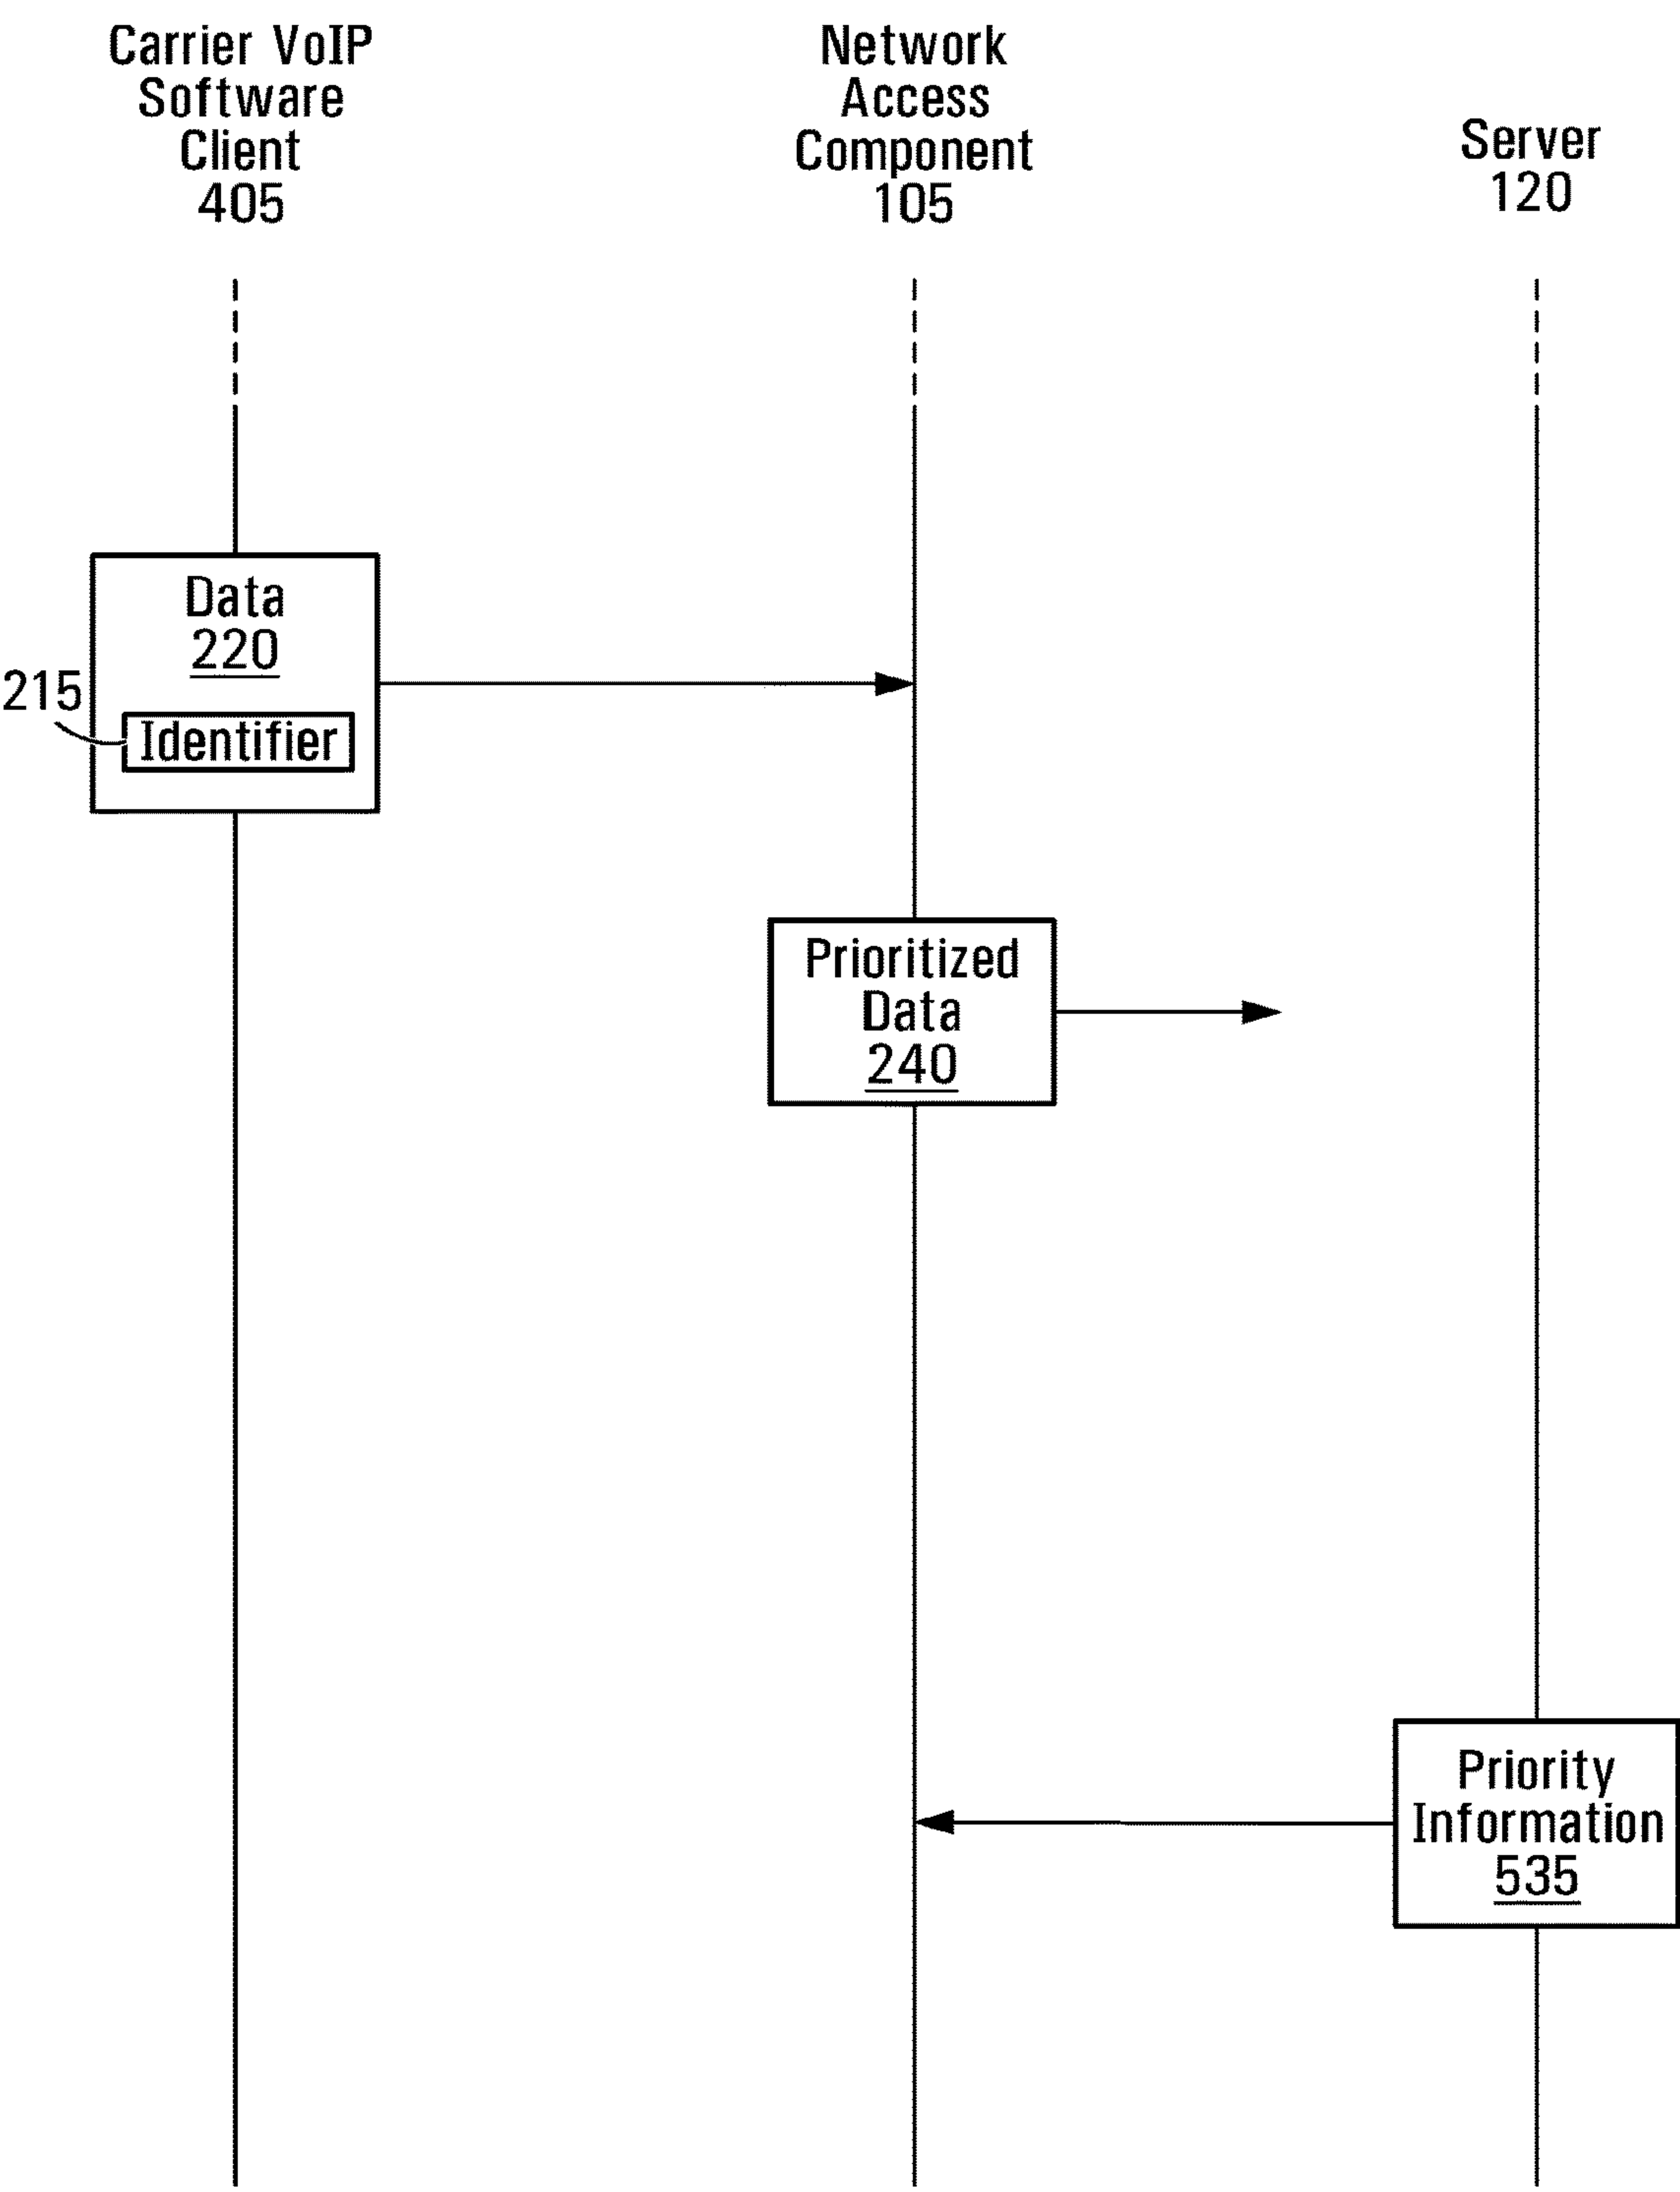 Carrier VoIP
Software
Client
405
Network
Access
Component
105
Server
120
Data
220
215
Identifier
Prioritized
Data
240
Priority
Information
535